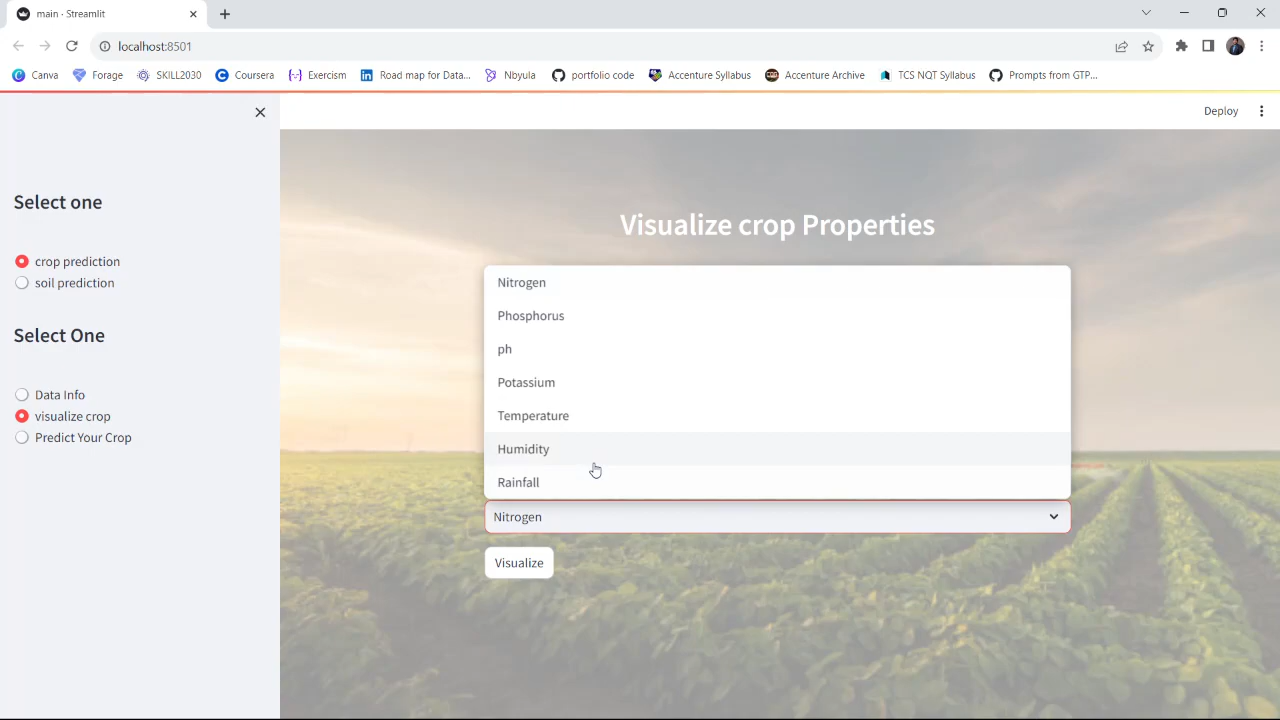 main · Streamlit
localhost:8501
Canva Forage SKILL2030 Coursera Exercism Road map for Data... Nbyula portfolio code Accenture Syllabus Accenture Archive TCS NQT Syllabus Prompts from GTP...
Deploy
Select one
crop prediction
soil prediction
Select One
Data Info
visualize crop
Predict Your Crop
Visualize crop Properties
Nitrogen
Phosphorus
ph
Potassium
Temperature
Humidity
Rainfall
Nitrogen
Visualize